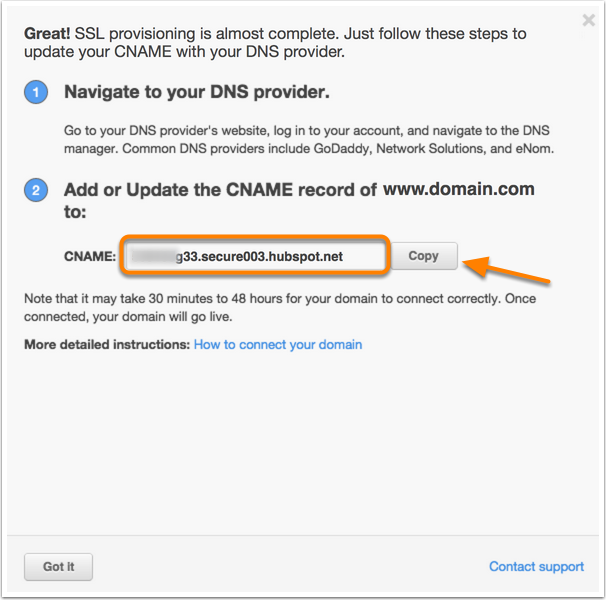 Great! SSL provisioning is almost complete. Just follow these steps to
update your CNAME with your DNS provider.
1 Navigate to your DNS provider.
Go to your DNS provider's website, log in to your account, and navigate to the DNS
manager. Common DNS providers include GoDaddy, Network Solutions, and eNom.
2 Add or Update the CNAME record of www.domain.com
to:
CNAME: g33.secure003.hubspot.net Copy
Note that it may take 30 minutes to 48 hours for your domain to connect correctly. Once
connected, your domain will go live.
More detailed instructions: How to connect your domain
Got it Contact support